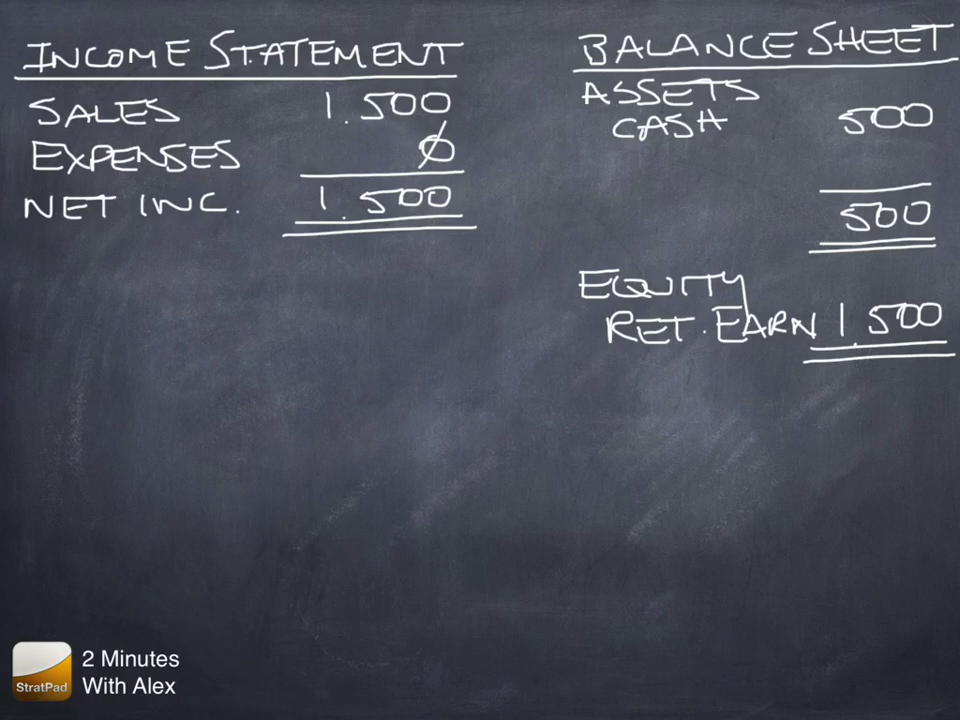 INCOME STATEMENT
SALES 1.500
EXPENSES 0
NET INC. 1.500
BALANCE SHEET
ASSETS
CASH 500
500
EQUITY
RET. EARN 1.500
StratPad
2 Minutes
With Alex